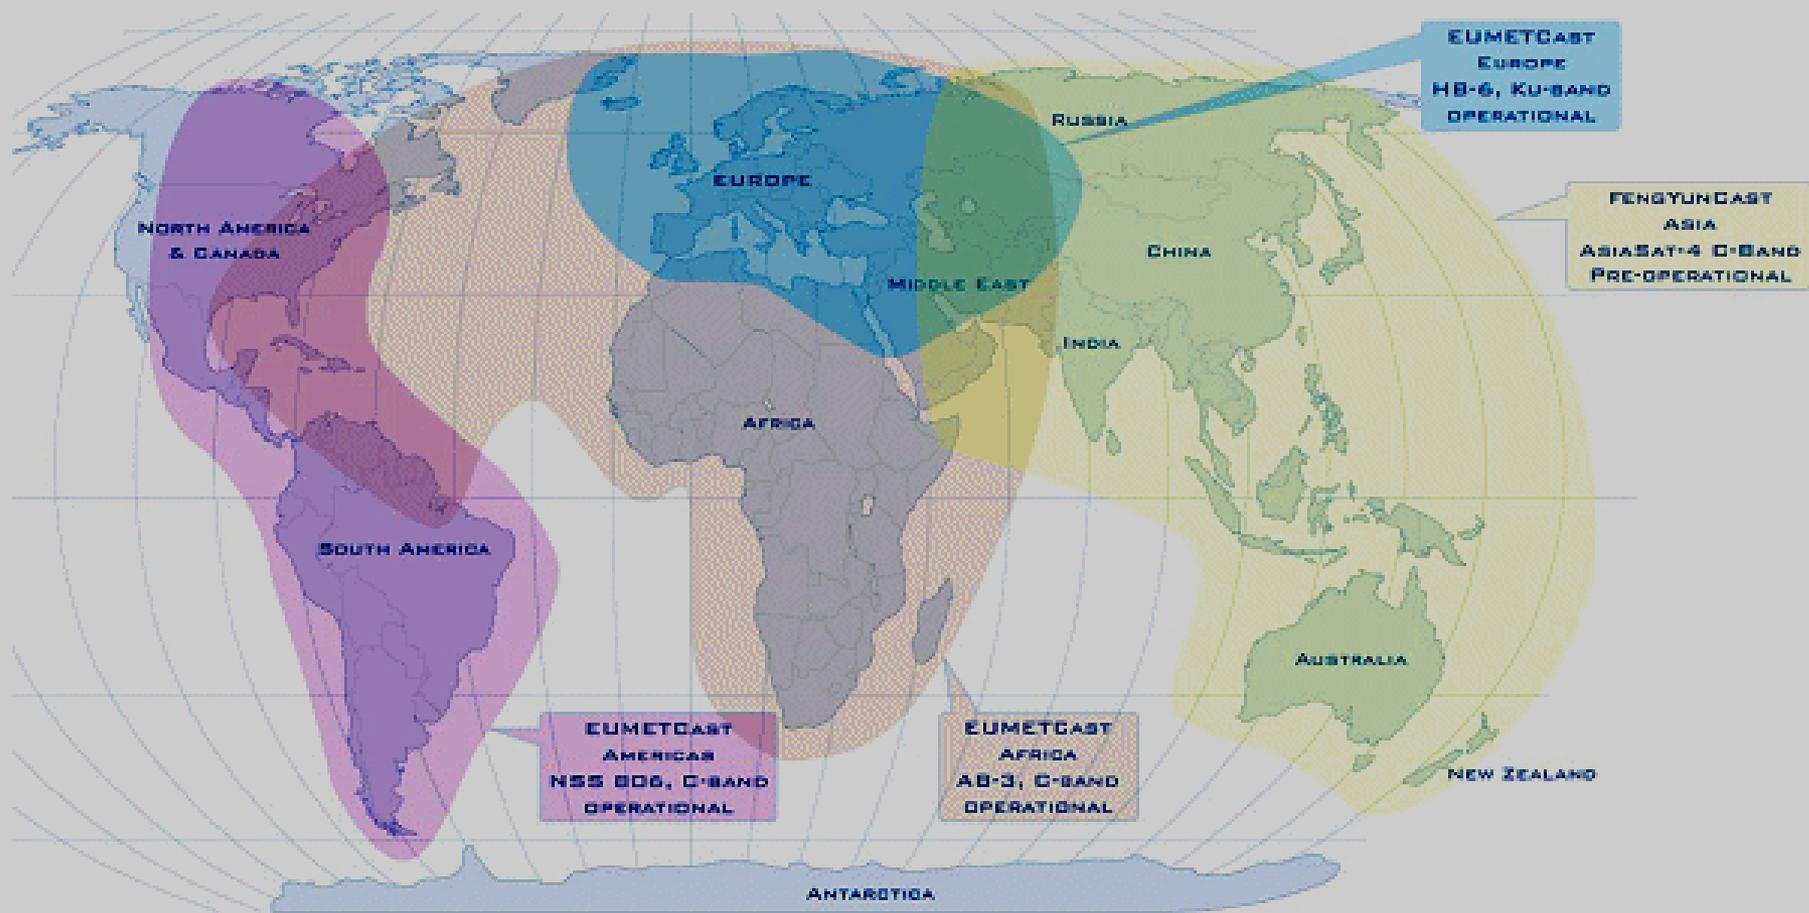 EUMETCast
Europe
HB-6, Ku-band
operational
Russia
Europe
FengYunCast
Asia
AsiaSat-4 C-Band
Pre-operational
North America
& Canada
China
Middle East
India
Africa
South America
Australia
EUMETCast
Americas
NSS 806, C-band
operational
EUMETCast
Africa
AB-3, C-band
operational
New Zealand
Antarctica